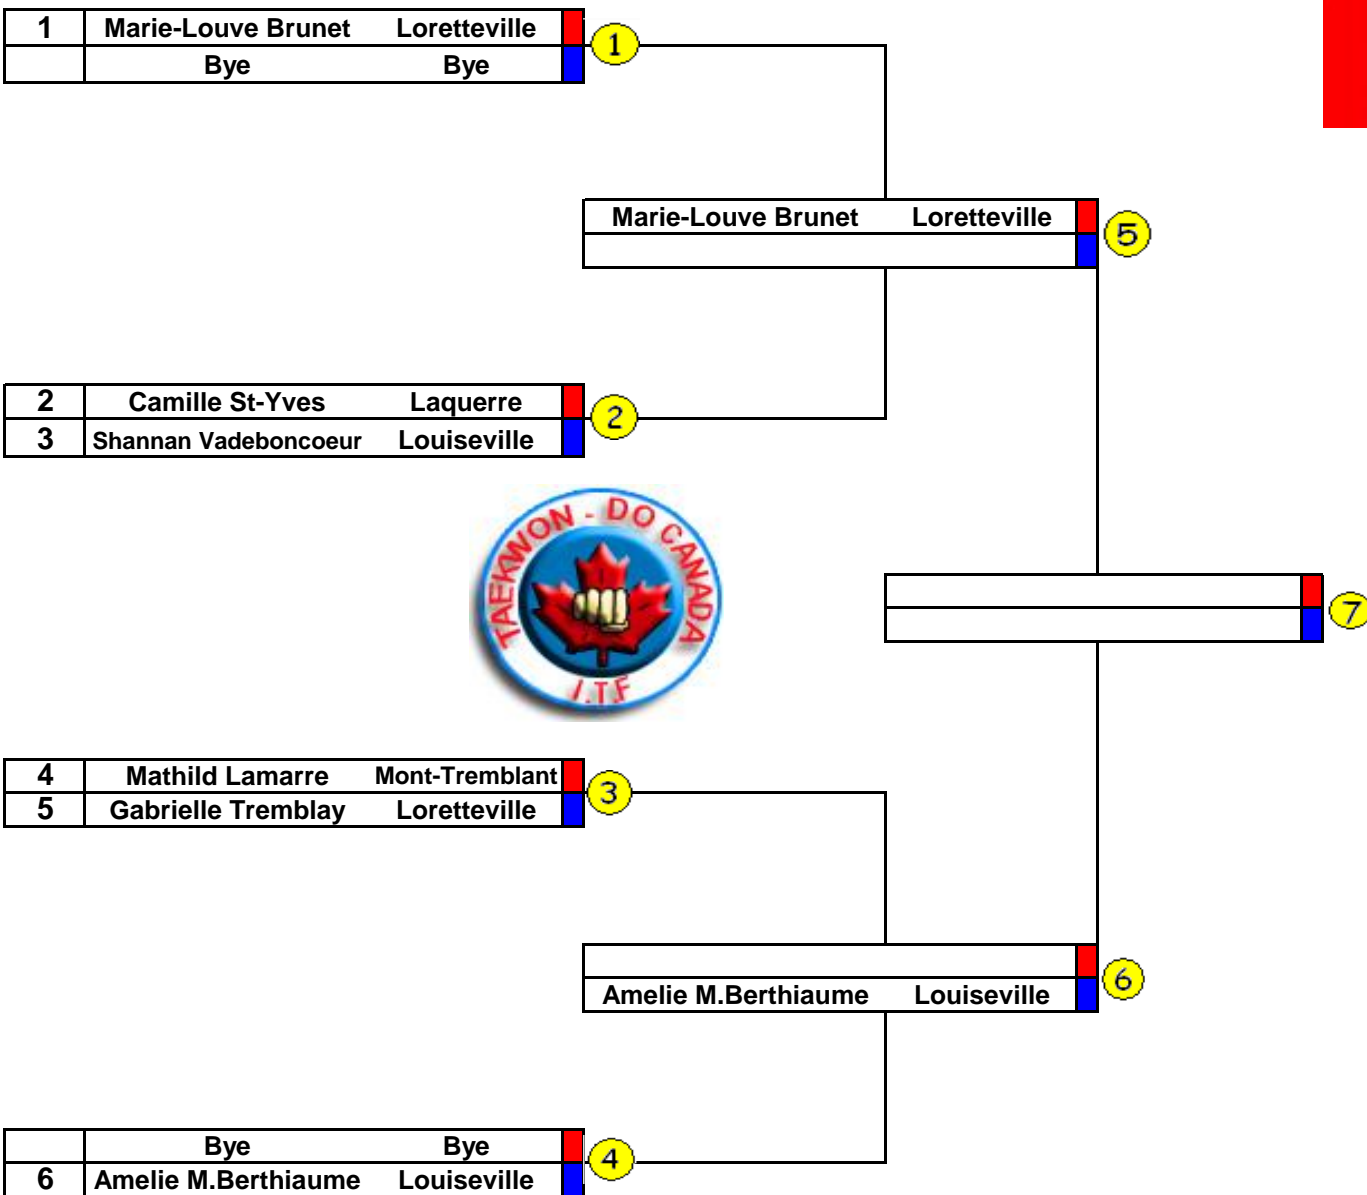 1 Marie-Louve Brunet Loretteville
Bye Bye
1
Marie-Louve Brunet Loretteville
5
2 Camille St-Yves Laquerre
3 Shannan Vadeboncoeur Louiseville
2
TAEKWON - DO CANADA
I.T.F
7
4 Mathild Lamarre Mont-Tremblant
5 Gabrielle Tremblay Loretteville
3
Amelie M.Berthiaume Louiseville
6
Bye Bye
6 Amelie M.Berthiaume Louiseville
4